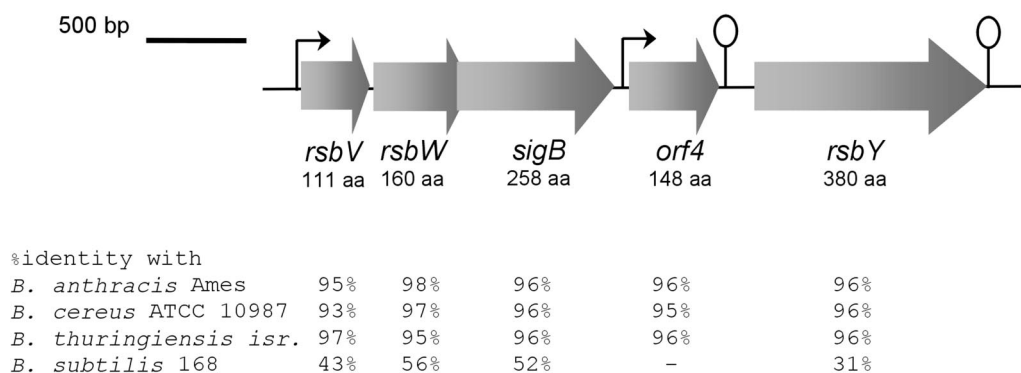 500 bp
rsbV rsbW sigB orf4 rsbY
111 aa 160 aa 258 aa 148 aa 380 aa
%identity with
B. anthracis Ames 95% 98% 96% 96% 96%
B. cereus ATCC 10987 93% 97% 96% 95% 96%
B. thuringiensis isr. 97% 95% 96% 96% 96%
B. subtilis 168 43% 56% 52% - 31%